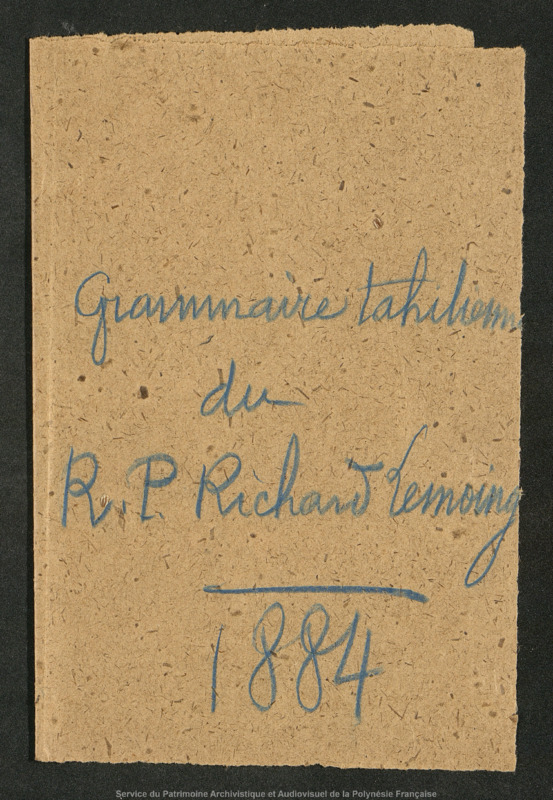 Grammaire tahitienne
du
R. P. Richard Lemoing
1884
Service du Patrimoine Archivistique et Audiovisuel de la Polynésie Française